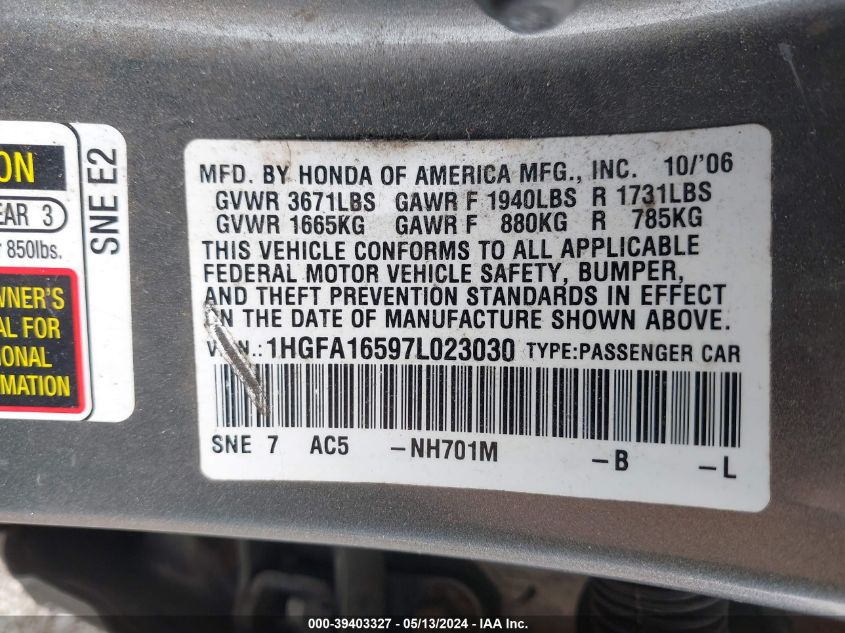 ON
EAR 3
850lbs.
WNER'S
AL FOR
IONAL
MATION
SNE E2
MFD. BY HONDA OF AMERICA MFG., INC. 10/'06
GVWR 3671LBS GAWR F 1940LBS R 1731LBS
GVWR 1665KG GAWR F 880KG R 785KG
THIS VEHICLE CONFORMS TO ALL APPLICABLE
FEDERAL MOTOR VEHICLE SAFETY, BUMPER,
AND THEFT PREVENTION STANDARDS IN EFFECT
ON THE DATE OF MANUFACTURE SHOWN ABOVE.
V.I.N.: 1HGFA16597L023030 TYPE:PASSENGER CAR
SNE 7 AC5 -NH701M -B -L
000-39403327 - 05/13/2024 - IAA Inc.